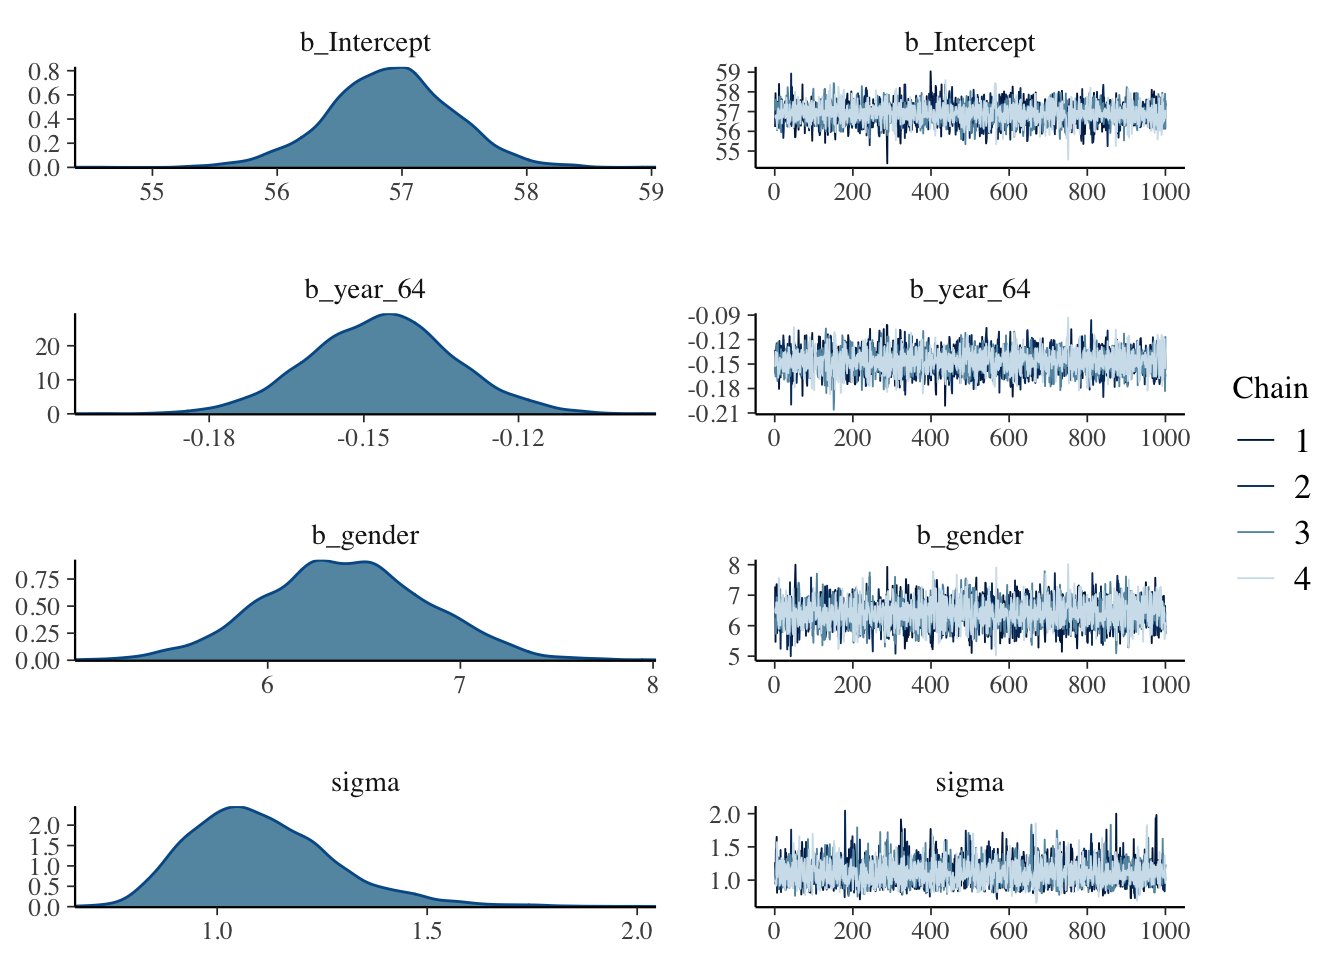 b_Intercept
0.8
0.6
0.4
0.2
0.0
55 56 57 58 59
b_Intercept
59
58
57
56
55
0 200 400 600 800 1000
b_year_64
20
10
0
-0.18 -0.15 -0.12
b_year_64
-0.09
-0.12
-0.15
-0.18
-0.21
0 200 400 600 800 1000
b_gender
0.75
0.50
0.25
0.00
6 7 8
b_gender
8
7
6
5
0 200 400 600 800 1000
sigma
2.0
1.5
1.0
0.5
0.0
1.0 1.5 2.0
sigma
2.0
1.5
1.0
0 200 400 600 800 1000
Chain
1
2
3
4